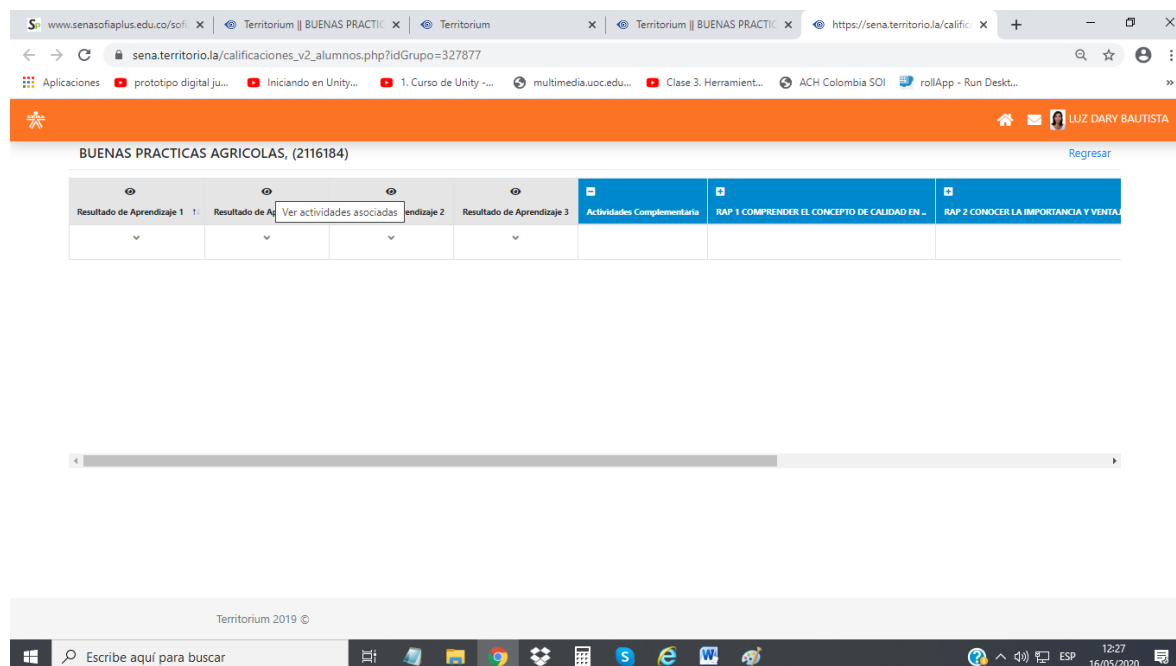 www.senasofiaplus.edu.co/sofi
Territorium || BUENAS PRACTIC
Territorium
Territorium || BUENAS PRACTIC
https://sena.territorio.la/calific
sena.territorio.la/calificaciones_v2_alumnos.php?idGrupo=327877
Aplicaciones
prototipo digital ju...
Iniciando en Unity...
1. Curso de Unity -...
multimedia.uoc.edu...
Clase 3. Herramient...
ACH Colombia SOI
rollApp - Run Deskt...
LUZ DARY BAUTISTA
BUENAS PRACTICAS AGRICOLAS, (2116184)
Regresar
Resultado de Aprendizaje 1
Resultado de Ap
Ver actividades asociadas
endizaje 2
Resultado de Aprendizaje 3
Actividades Complementaria
RAP 1 COMPRENDER EL CONCEPTO DE CALIDAD EN ..
RAP 2 CONOCER LA IMPORTANCIA Y VENTAJ
Territorium 2019 ©
Escribe aquí para buscar
ESP
12:27
16/05/2020